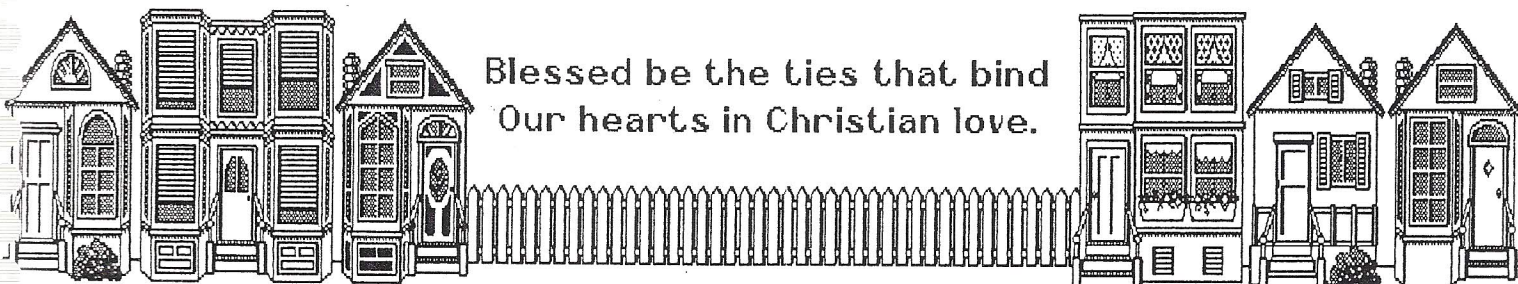 Blessed be the ties that bind
Our hearts in Christian love.